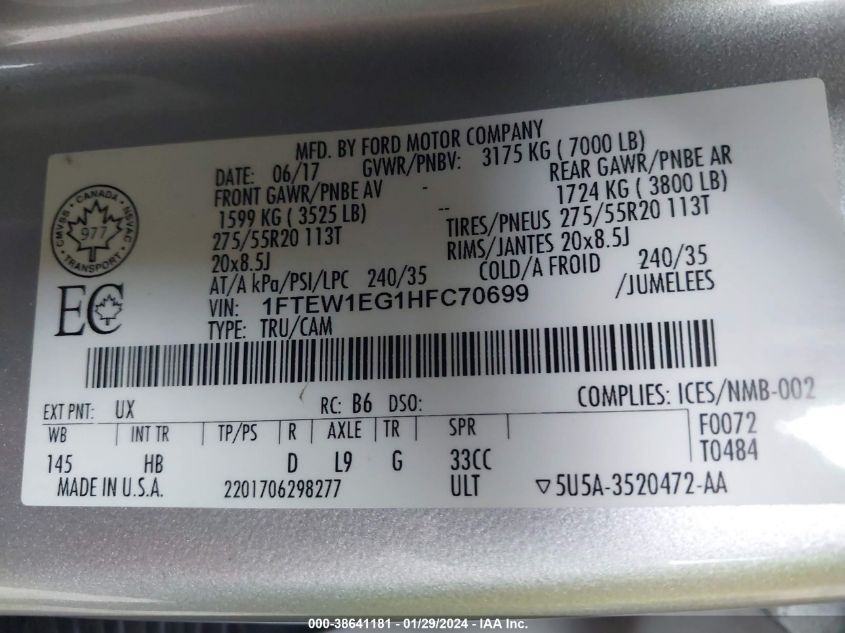 MFD. BY FORD MOTOR COMPANY
DATE: 06/17 GVWR/PNBV: 3175 KG ( 7000 LB)
FRONT GAWR/PNBE AV - REAR GAWR/PNBE AR
1599 KG ( 3525 LB) -- 1724 KG ( 3800 LB)
275/55R20 113T TIRES/PNEUS 275/55R20 113T
20x8.5J RIMS/JANTES 20x8.5J
AT/A kPa/PSI/LPC 240/35 COLD/A FROID 240/35
VIN: 1FTEW1EG1HFC70699 /JUMELEES
TYPE: TRU/CAM
CANADA
CMVSS NSVAC
977
TRANSPORT
EC
EXT PNT: UX RC: B6 DSO: COMPLIES: ICES/NMB-002
WB INT TR TP/PS R AXLE TR SPR F0072
145 HB D L9 G 33CC T0484
MADE IN U.S.A. 2201706298277 ULT ▽5U5A-3520472-AA
000-38641181 - 01/29/2024 - IAA Inc.